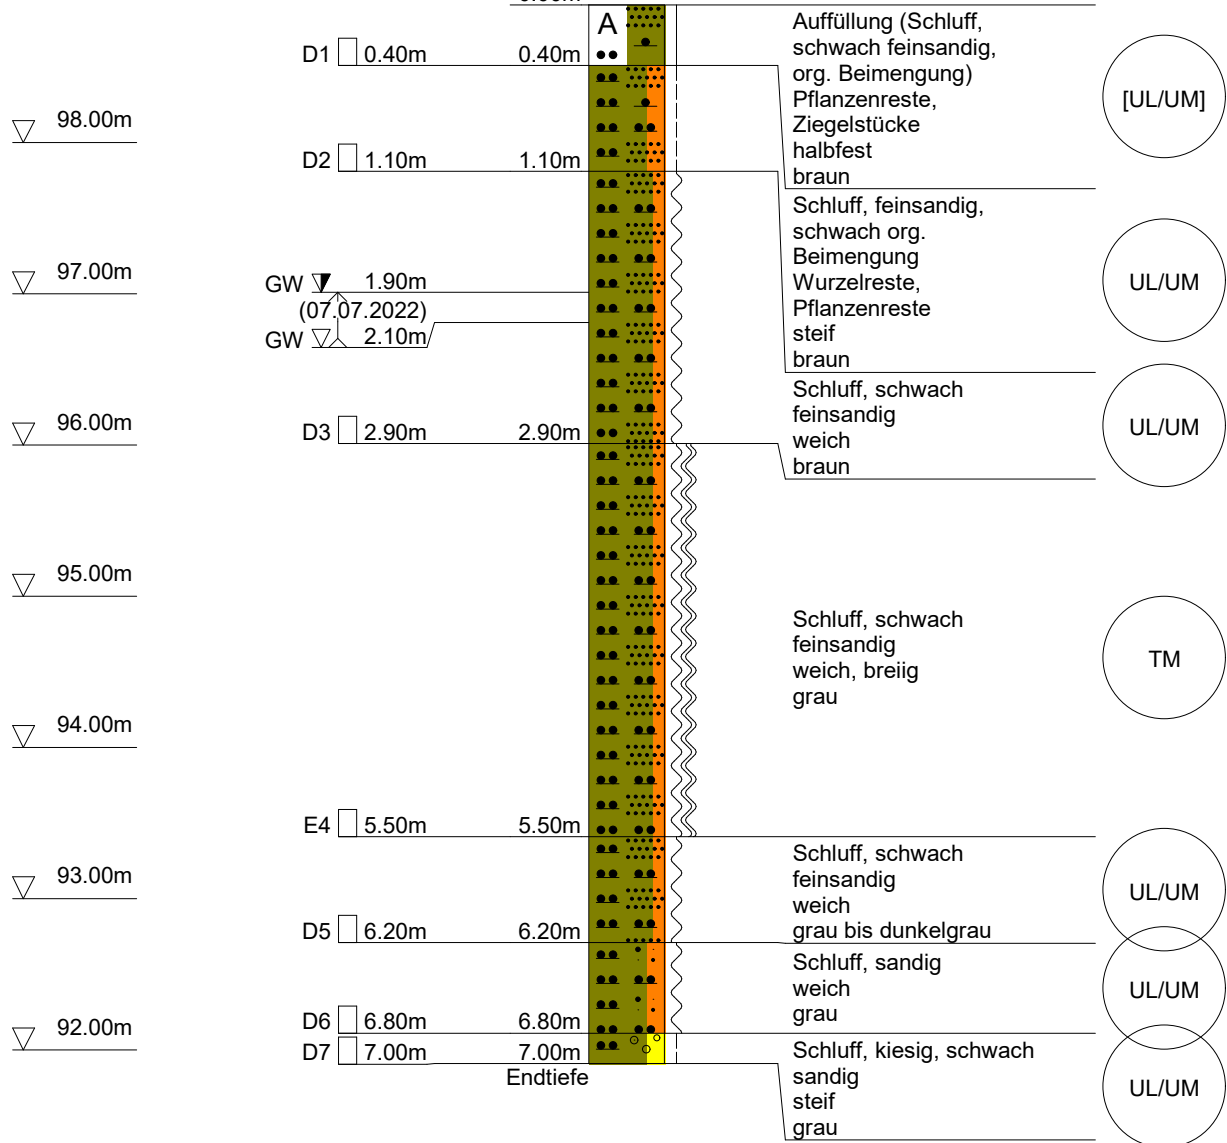 A
Auffüllung (Schluff,
schwach feinsandig,
org. Beimengung)
Pflanzenreste,
Ziegelstücke
halbfest
braun
[UL/UM]
D1 0.40m 0.40m
98.00m
D2 1.10m 1.10m
Schluff, feinsandig,
schwach org.
Beimengung
Wurzelreste,
Pflanzenreste
steif
braun
UL/UM
97.00m
GW 1.90m
(07.07.2022)
GW 2.10m
Schluff, schwach
feinsandig
weich
braun
UL/UM
96.00m
D3 2.90m 2.90m
95.00m
Schluff, schwach
feinsandig
weich, breiig
grau
TM
94.00m
E4 5.50m 5.50m
Schluff, schwach
feinsandig
weich
grau bis dunkelgrau
UL/UM
93.00m
D5 6.20m 6.20m
Schluff, sandig
weich
grau
UL/UM
D6 6.80m 6.80m
92.00m
D7 7.00m 7.00m
Endtiefe
Schluff, kiesig, schwach
sandig
steif
grau
UL/UM